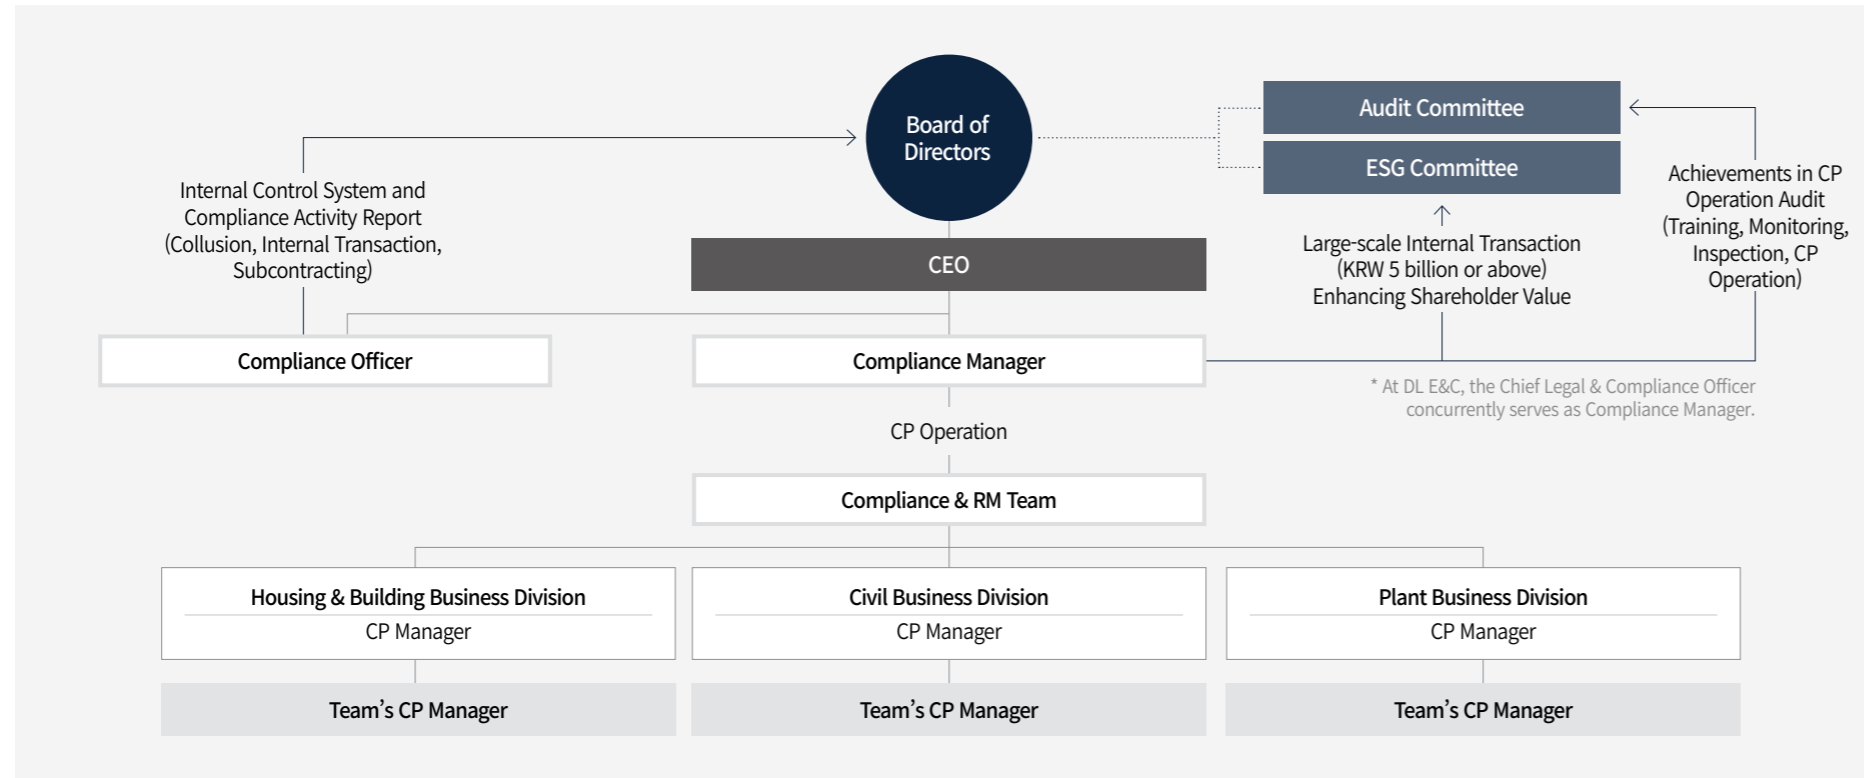 Board of
Directors
Audit Committee
ESG Committee
Internal Control System and
Compliance Activity Report
(Collusion, Internal Transaction,
Subcontracting)
Achievements in CP
Operation Audit
(Training, Monitoring,
Inspection, CP
Operation)
Large-scale Internal Transaction
(KRW 5 billion or above)
Enhancing Shareholder Value
CEO
Compliance Officer
Compliance Manager
* At DL E&C, the Chief Legal & Compliance Officer
concurrently serves as Compliance Manager.
CP Operation
Compliance & RM Team
Housing & Building Business Division
CP Manager
Civil Business Division
CP Manager
Plant Business Division
CP Manager
Team's CP Manager
Team's CP Manager
Team's CP Manager